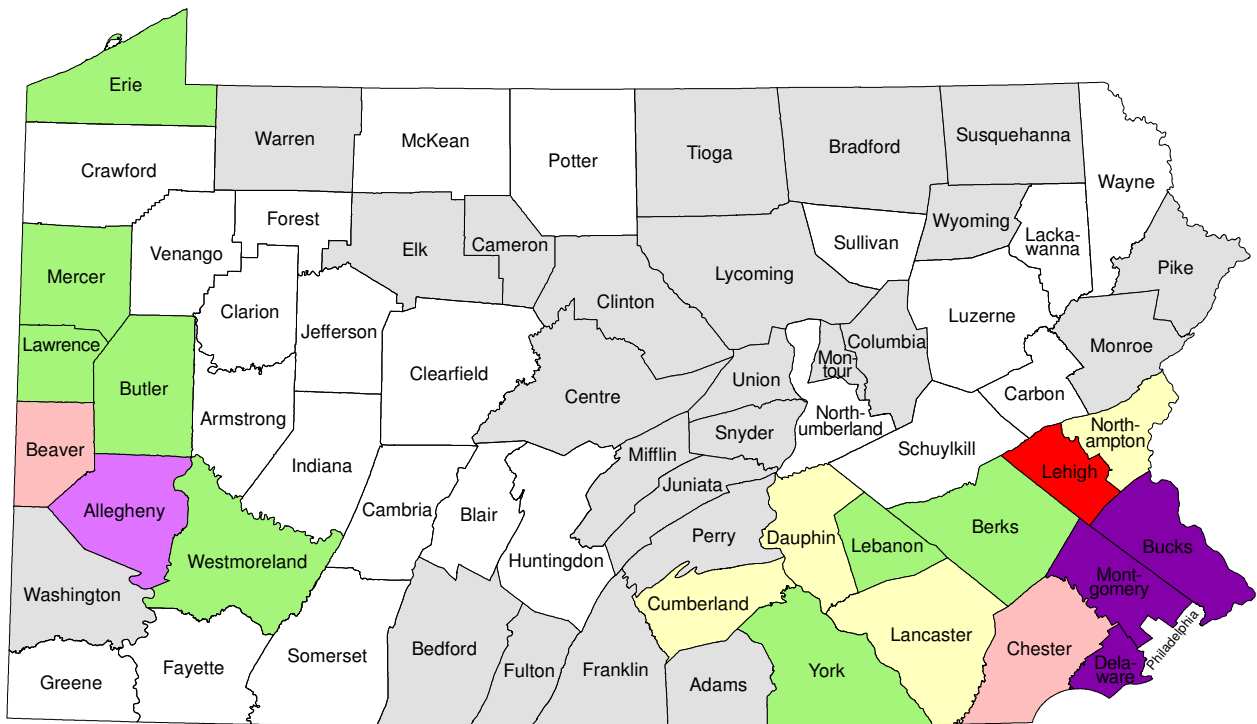 Erie
Warren
McKean
Potter
Tioga
Bradford
Susquehanna
Crawford
Wayne
Forest
Venango
Elk
Cameron
Sullivan
Wyoming
Lacka-
wanna
Pike
Mercer
Lycoming
Clinton
Clarion
Jefferson
Luzerne
Lawrence
Butler
Clearfield
Centre
Union
Mon-
tour
Columbia
Monroe
Carbon
Armstrong
Snyder
North-
umberland
North-
ampton
Beaver
Indiana
Mifflin
Schuylkill
Lehigh
Juniata
Allegheny
Cambria
Blair
Huntingdon
Perry
Dauphin
Lebanon
Berks
Bucks
Westmoreland
Washington
Cumberland
Mont-
gomery
Lancaster
Chester
Philadelphia
Greene
Fayette
Somerset
Bedford
Fulton
Franklin
Adams
York
Dela-
ware